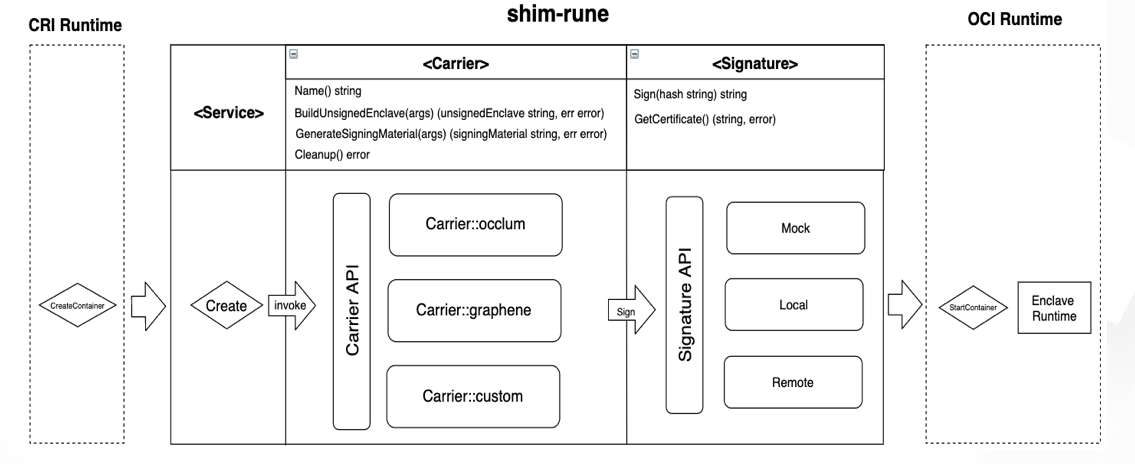 shim-rune
CRI Runtime
OCI Runtime
<Service>
<Carrier>
Name() string
BuildUnsignedEnclave(args) (unsignedEnclave string, err error)
GenerateSigningMaterial(args) (signingMaterial string, err error)
Cleanup() error
<Signature>
Sign(hash string) string
GetCertificate() (string, error)
CreateContainer
Create
invoke
Carrier API
Carrier::occlum
Carrier::graphene
Carrier::custom
Sign
Signature API
Mock
Local
Remote
StartContainer
Enclave
Runtime